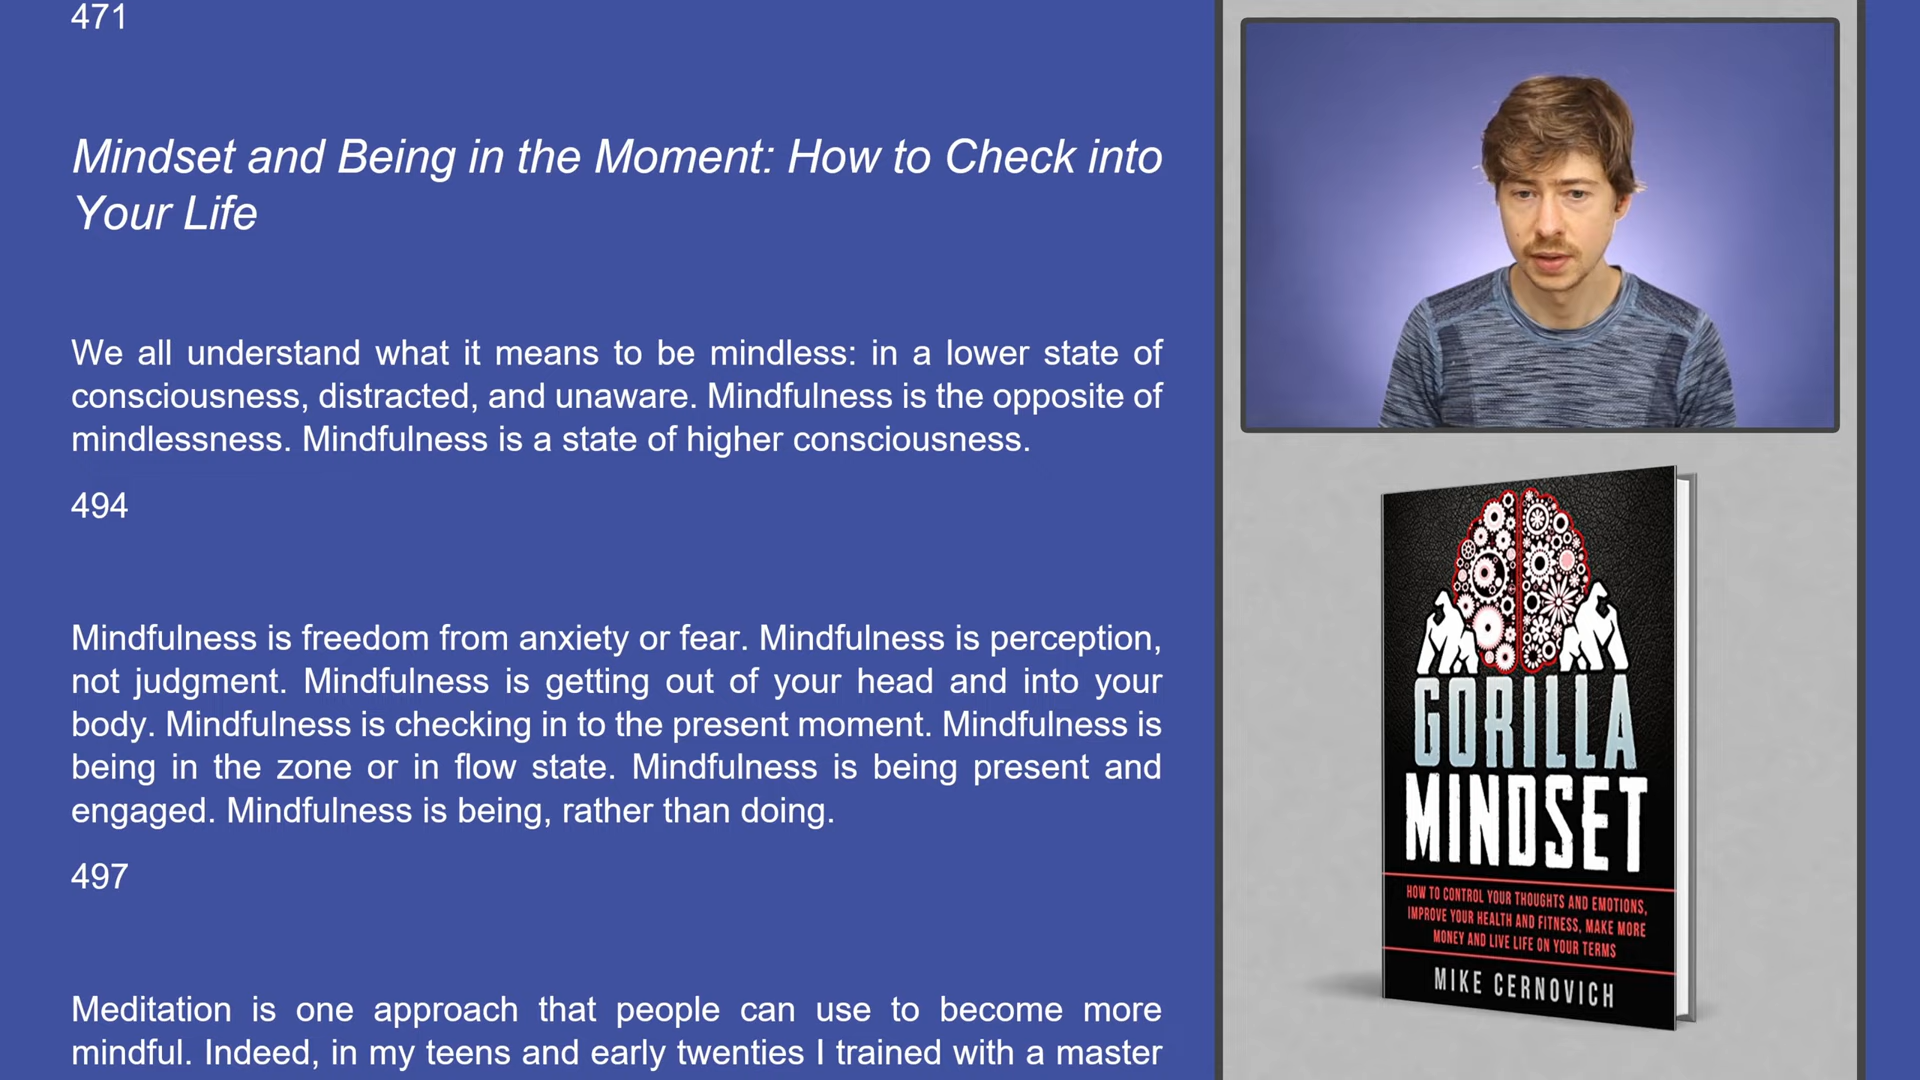 471
Mindset and Being in the Moment: How to Check into
Your Life
We all understand what it means to be mindless: in a lower state of
consciousness, distracted, and unaware. Mindfulness is the opposite of
mindlessness. Mindfulness is a state of higher consciousness.
494
Mindfulness is freedom from anxiety or fear. Mindfulness is perception,
not judgment. Mindfulness is getting out of your head and into your
body. Mindfulness is checking in to the present moment. Mindfulness is
being in the zone or in flow state. Mindfulness is being present and
engaged. Mindfulness is being, rather than doing.
497
Meditation is one approach that people can use to become more
mindful. Indeed, in my teens and early twenties I trained with a master
GORILLA
MINDSET
HOW TO CONTROL YOUR THOUGHTS AND EMOTIONS,
IMPROVE YOUR HEALTH AND FITNESS, MAKE MORE
MONEY AND LIVE LIFE ON YOUR TERMS
MIKE CERNOVICH